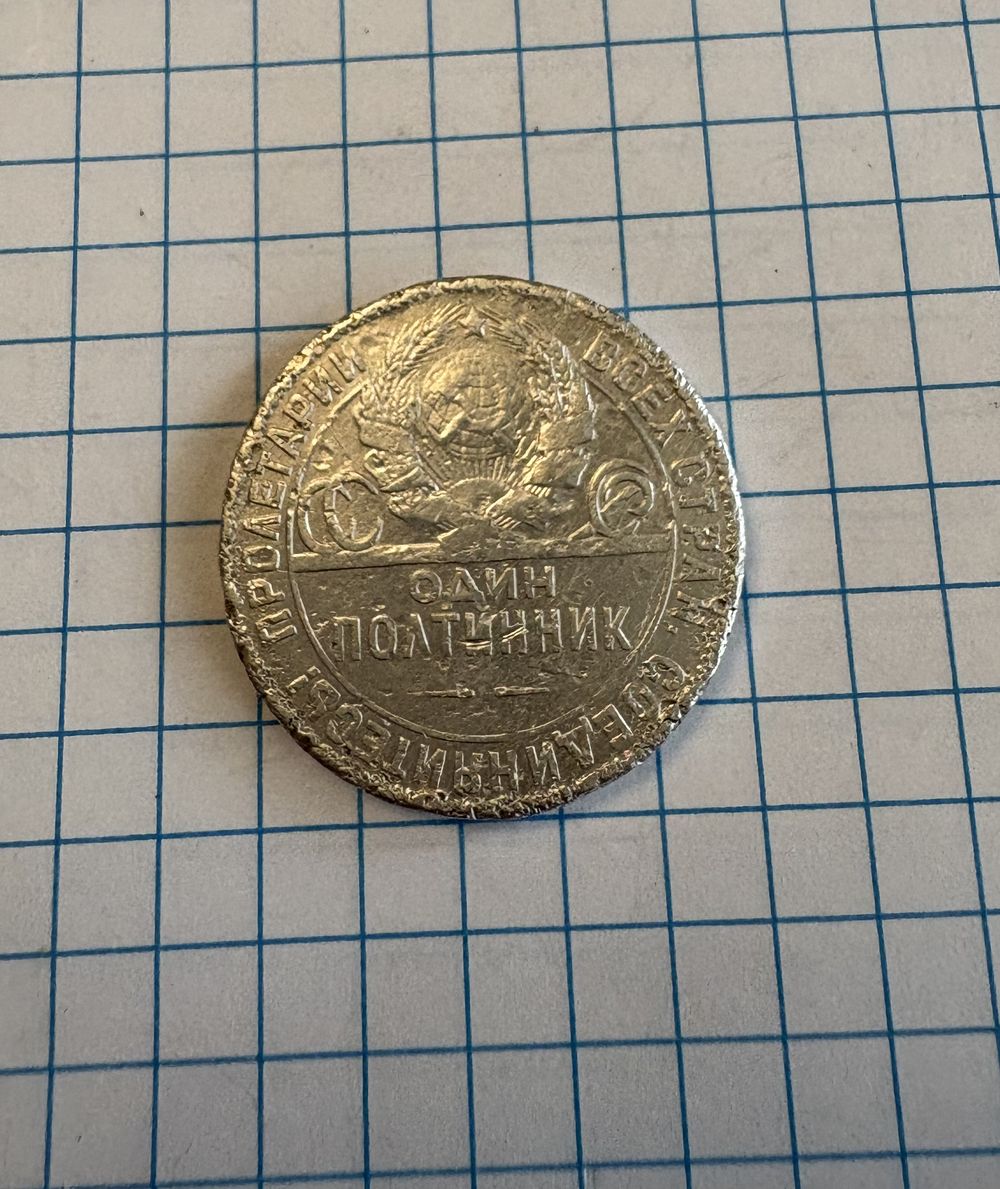 ПРОЛЕТАРИИ ВСЕХ СТРАН, СОЕДИНЯЙТЕСЬ!
С С
С Р
ОДИН
ПОЛТИННИК